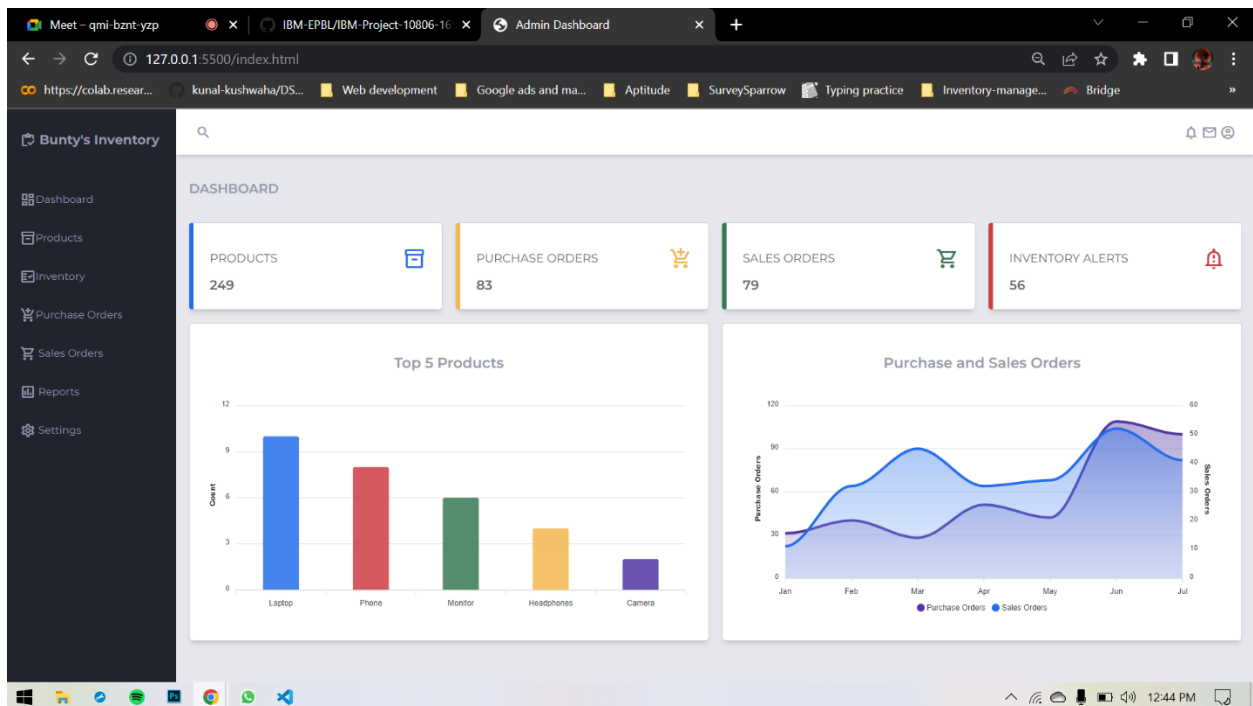 Meet – qmi-bznt-yzp
IBM-EPBL/IBM-Project-10806-16
Admin Dashboard
127.0.0.1:5500/index.html
https://colab.resear...
kunal-kushwaha/DS...
Web development
Google ads and ma...
Aptitude
SurveySparrow
Typing practice
Inventory-manage...
Bridge
»
Bunty's Inventory
Dashboard
Products
Inventory
Purchase Orders
Sales Orders
Reports
Settings
DASHBOARD
PRODUCTS
249
PURCHASE ORDERS
83
SALES ORDERS
79
INVENTORY ALERTS
56
Top 5 Products
12
9
6
3
0
Count
Laptop Phone Monitor Headphones Camera
Purchase and Sales Orders
120
90
60
30
0
Purchase Orders
60
50
40
30
20
10
0
Sales Orders
Jan Feb Mar Apr May Jun Jul
Purchase Orders Sales Orders
Ps
12:44 PM